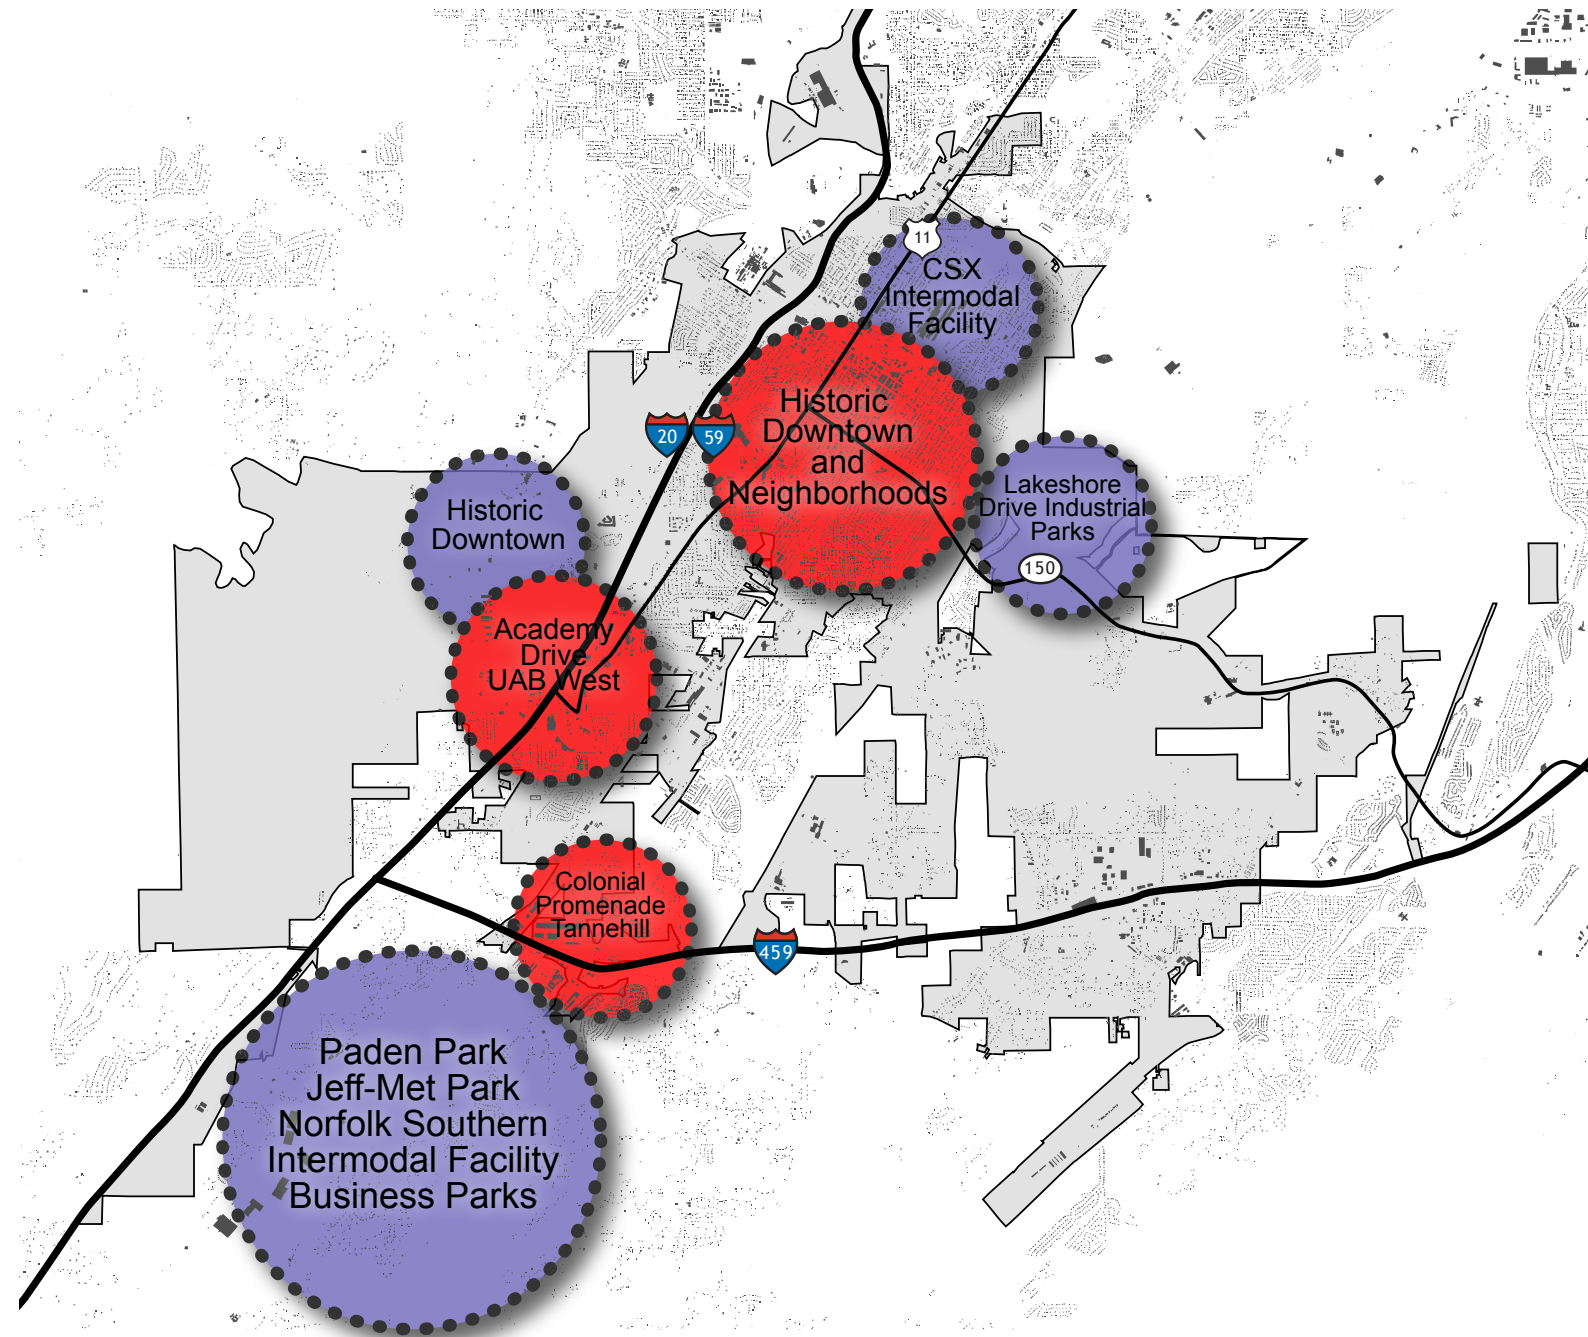 11
CSX
Intermodal
Facility
Historic
Downtown
and
Neighborhoods
20
59
Lakeshore
Drive Industrial
Parks
150
Historic
Downtown
Academy
Drive
UAB West
Colonial
Promenade
Tannehill
459
Paden Park
Jeff-Met Park
Norfolk Southern
Intermodal Facility
Business Parks